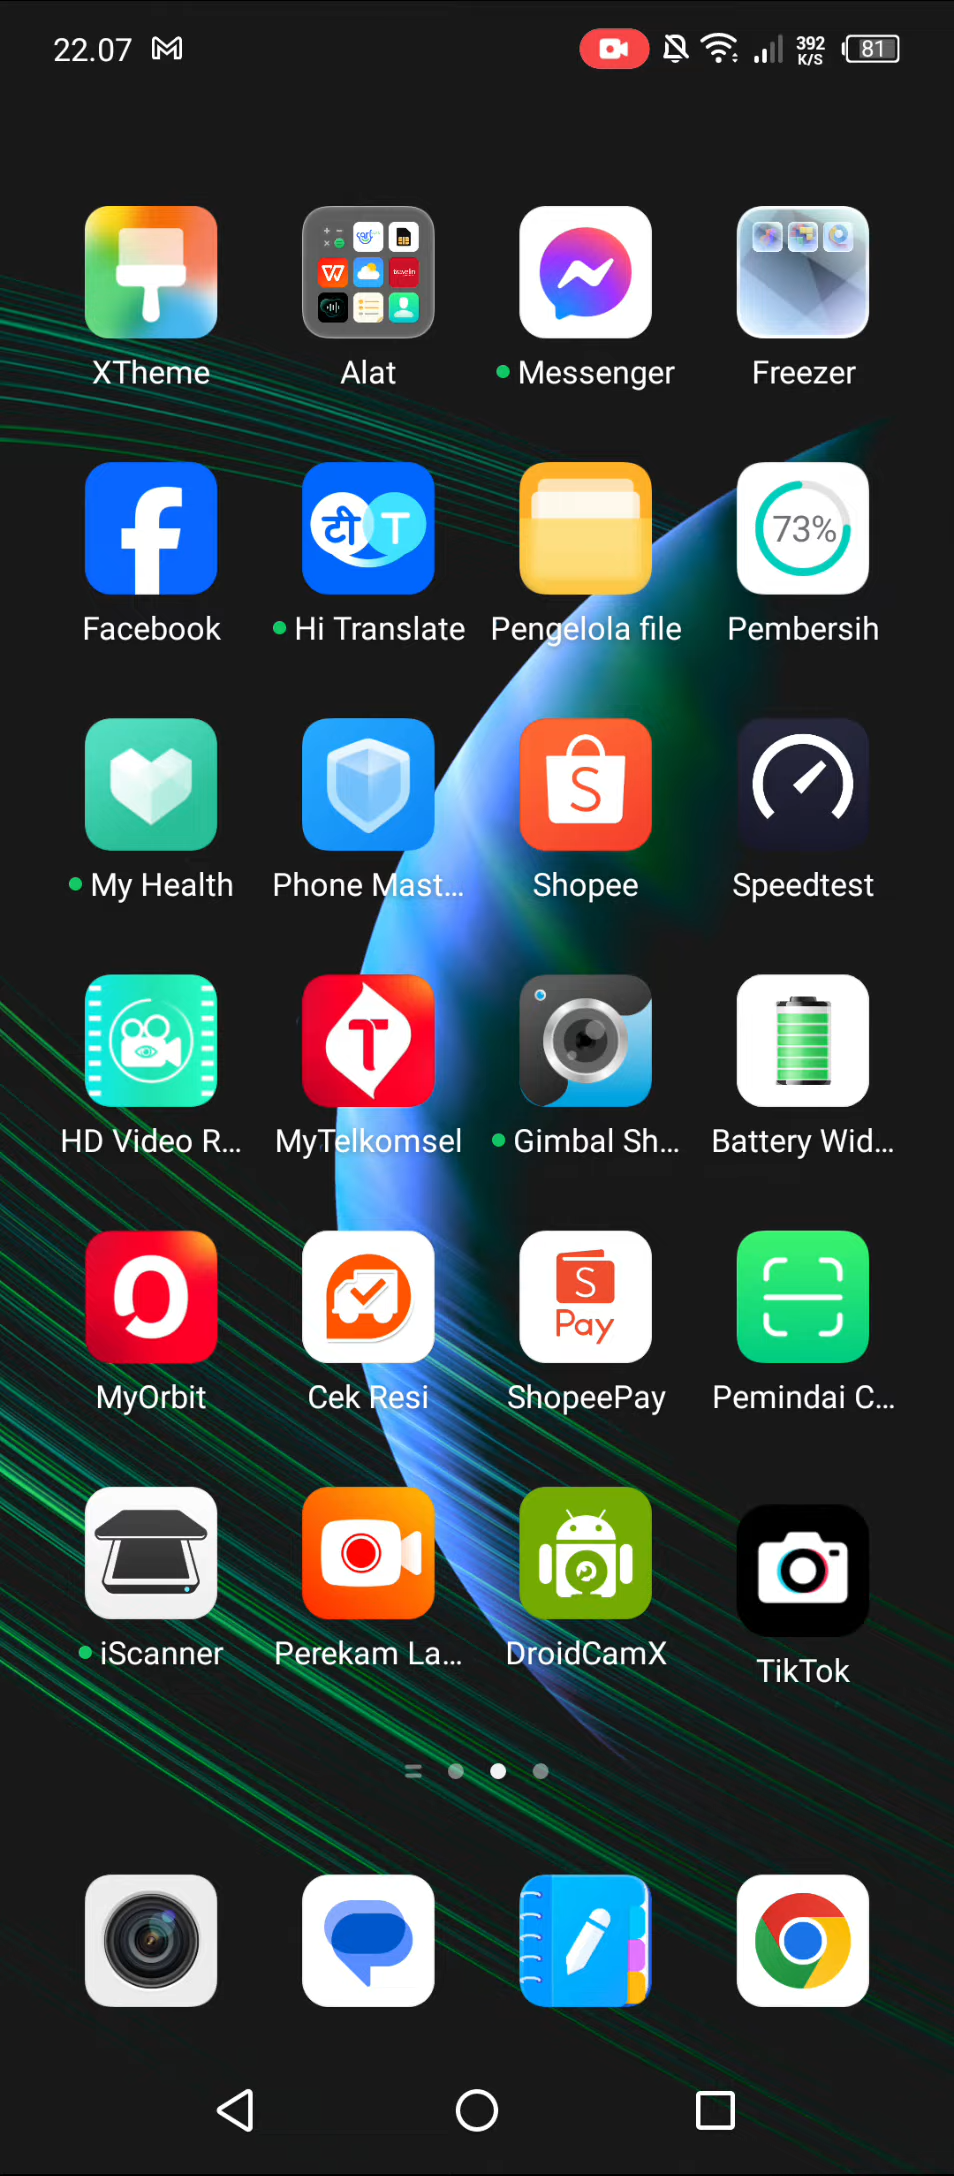 22.07
392
K/S
81
XTheme
Alat
Messenger
Freezer
टी T
73%
Facebook
Hi Translate
Pengelola file
Pembersih
S
My Health
Phone Mast...
Shopee
Speedtest
T
HD Video R...
MyTelkomsel
Gimbal Sh...
Battery Wid...
S
Pay
MyOrbit
Cek Resi
ShopeePay
Pemindai C...
iScanner
Perekam La...
DroidCamX
TikTok